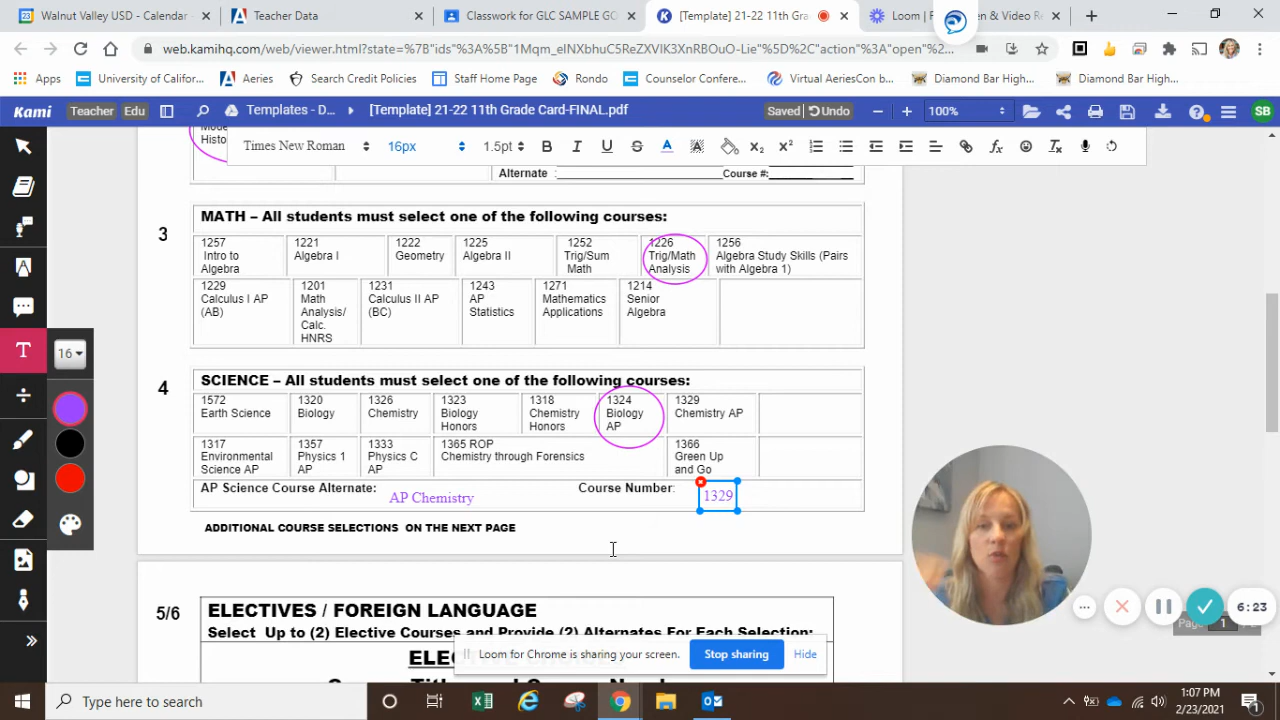 Walnut Valley USD - Calendar
Teacher Data
Classwork for GLC SAMPLE GO
[Template] 21-22 11th Gra
Loom | F
en & Video R
web.kamihq.com/web/viewer.html?state=%7B"ids"%3A%5B"1Mqm_eINXbhuC5ReZXVIK3XnRBOuO-Lie"%5D%2C"action"%3A"open"%2C...
Apps
University of Califor...
Aeries
Search Credit Policies
Staff Home Page
Rondo
Counselor Confere...
Virtual AeriesCon b...
Diamond Bar High...
Diamond Bar High...
Kami
Teacher
Edu
Templates - D...
[Template] 21-22 11th Grade Card-FINAL.pdf
Saved
Undo
100%
SB
Times New Roman
16px
1.5pt
Histo
Alternate :
Course #:
3
MATH – All students must select one of the following courses:
1257 Intro to Algebra
1221 Algebra I
1222 Geometry
1225 Algebra II
1252 Trig/Sum Math
1226 Trig/Math Analysis
1256 Algebra Study Skills (Pairs with Algebra 1)
1229 Calculus I AP (AB)
1201 Math Analysis/ Calc. HNRS
1231 Calculus II AP (BC)
1243 AP Statistics
1271 Mathematics Applications
1214 Senior Algebra
16
4
SCIENCE – All students must select one of the following courses:
1572 Earth Science
1320 Biology
1326 Chemistry
1323 Biology Honors
1318 Chemistry Honors
1324 Biology AP
1329 Chemistry AP
1317 Environmental Science AP
1357 Physics 1 AP
1333 Physics C AP
1365 ROP Chemistry through Forensics
1366 Green Up and Go
AP Science Course Alternate:
AP Chemistry
Course Number:
1329
ADDITIONAL COURSE SELECTIONS ON THE NEXT PAGE
5/6
ELECTIVES / FOREIGN LANGUAGE
Select Up to (2) Elective Courses and Provide (2) Alternates For Each Selection:
Loom for Chrome is sharing your screen.
Stop sharing
Hide
6:23
Page 1
Type here to search
1:07 PM
2/23/2021